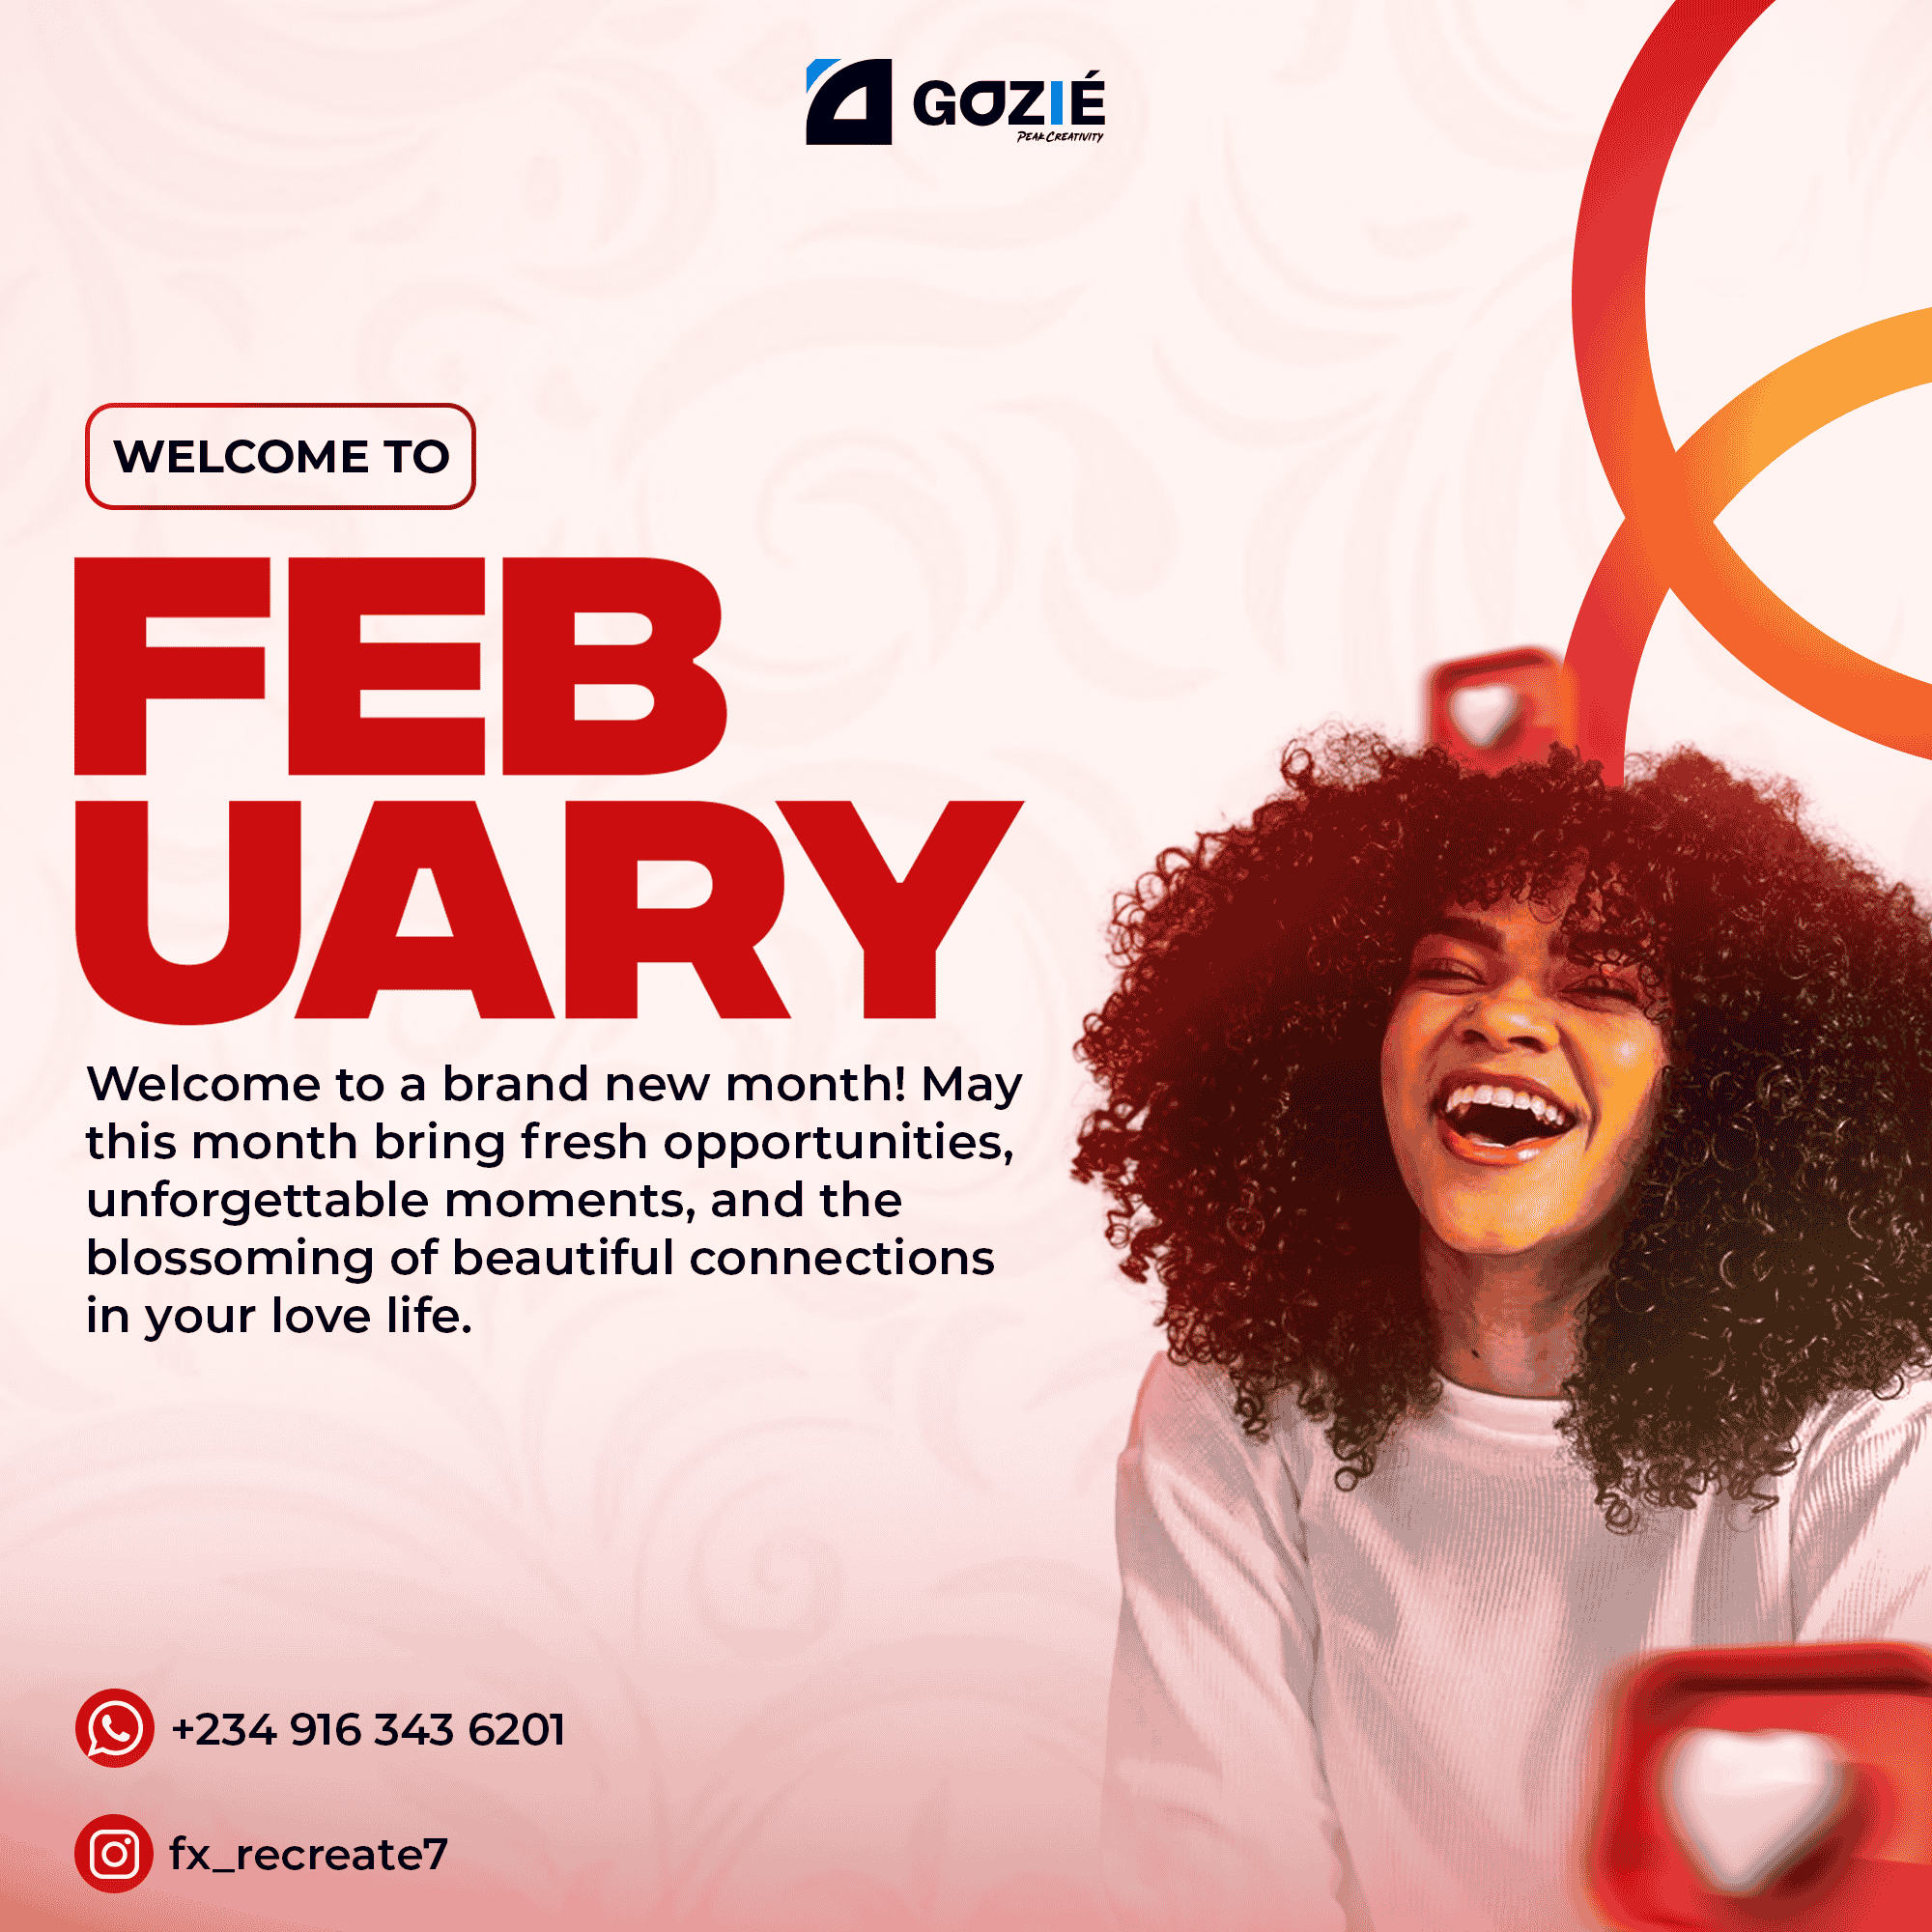 GOZIÉ
PEAK CREATIVITY
WELCOME TO
FEB
UARY
Welcome to a brand new month! May
this month bring fresh opportunities,
unforgettable moments, and the
blossoming of beautiful connections
in your love life.
+234 916 343 6201
fx_recreate7